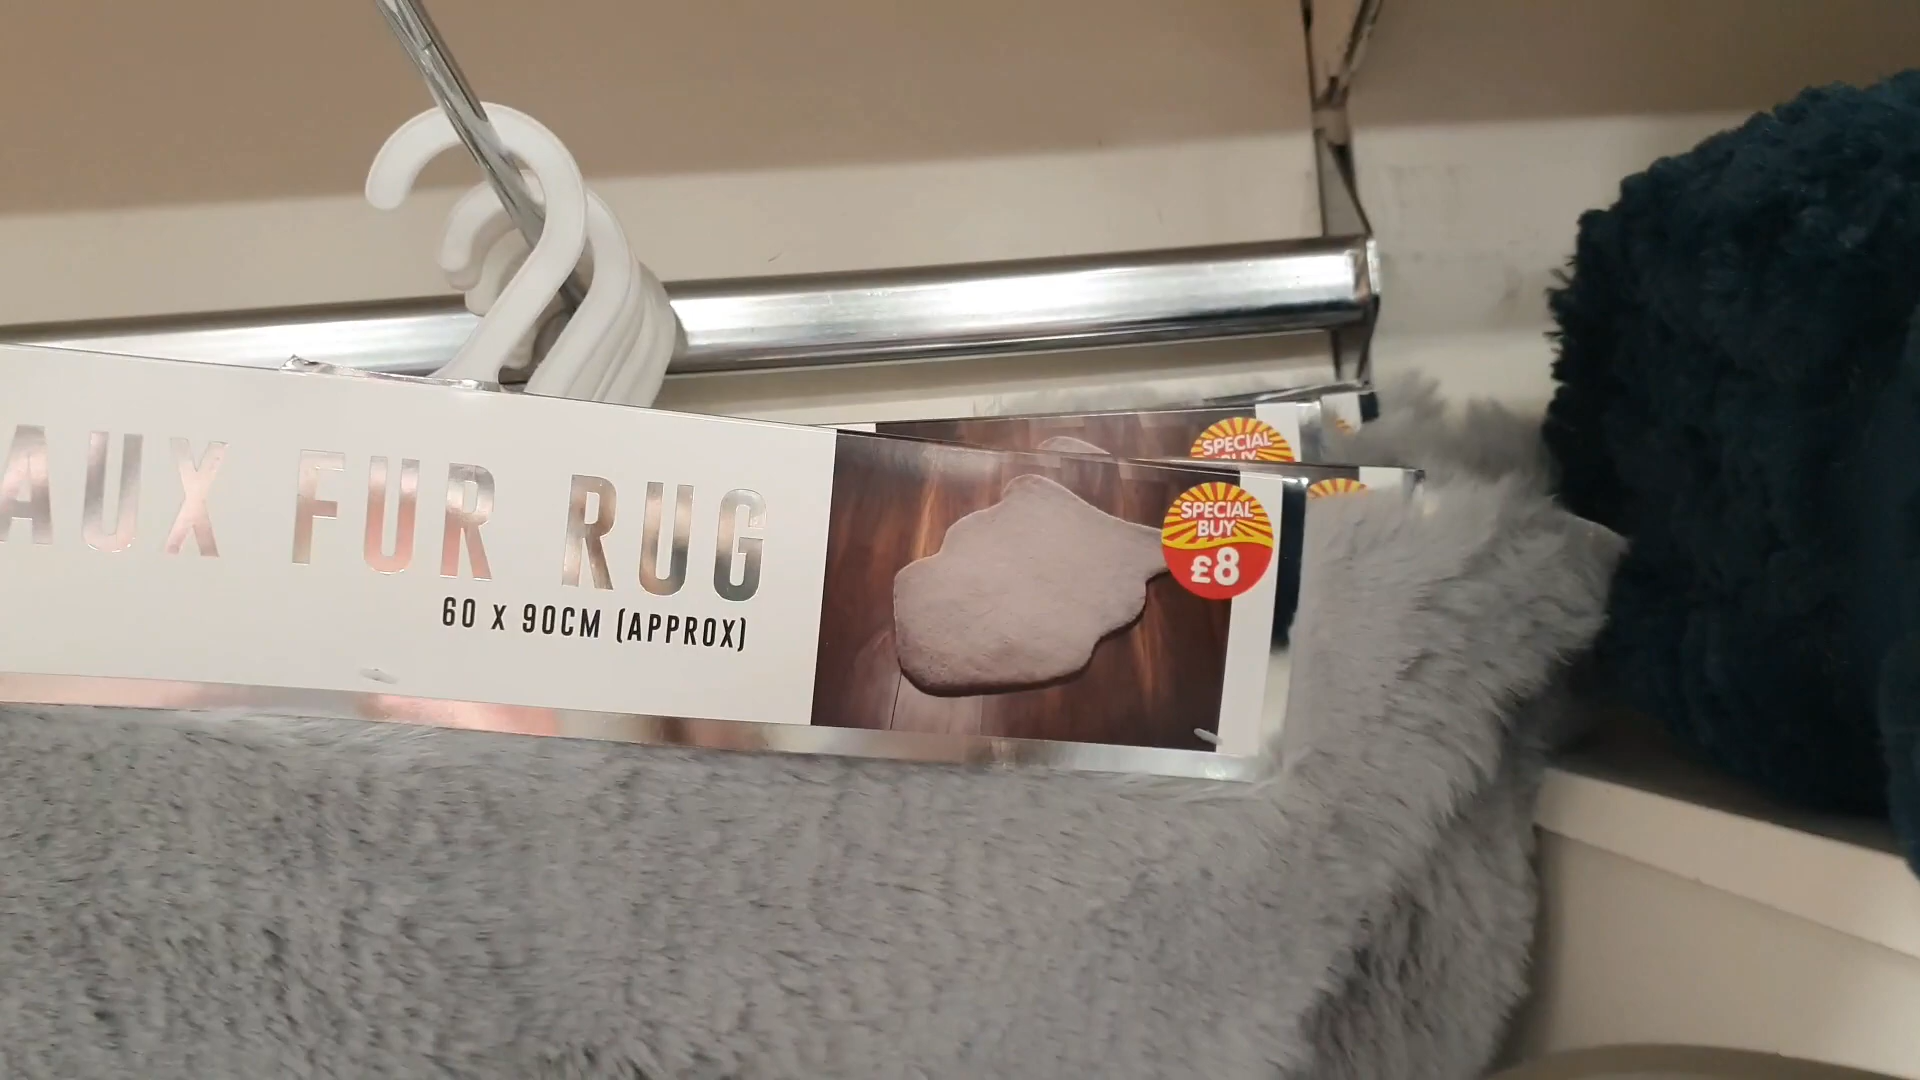 AUX FUR RUG
60 X 90CM (APPROX)
SPECIAL
BUY
£8
SPECIAL
BUY